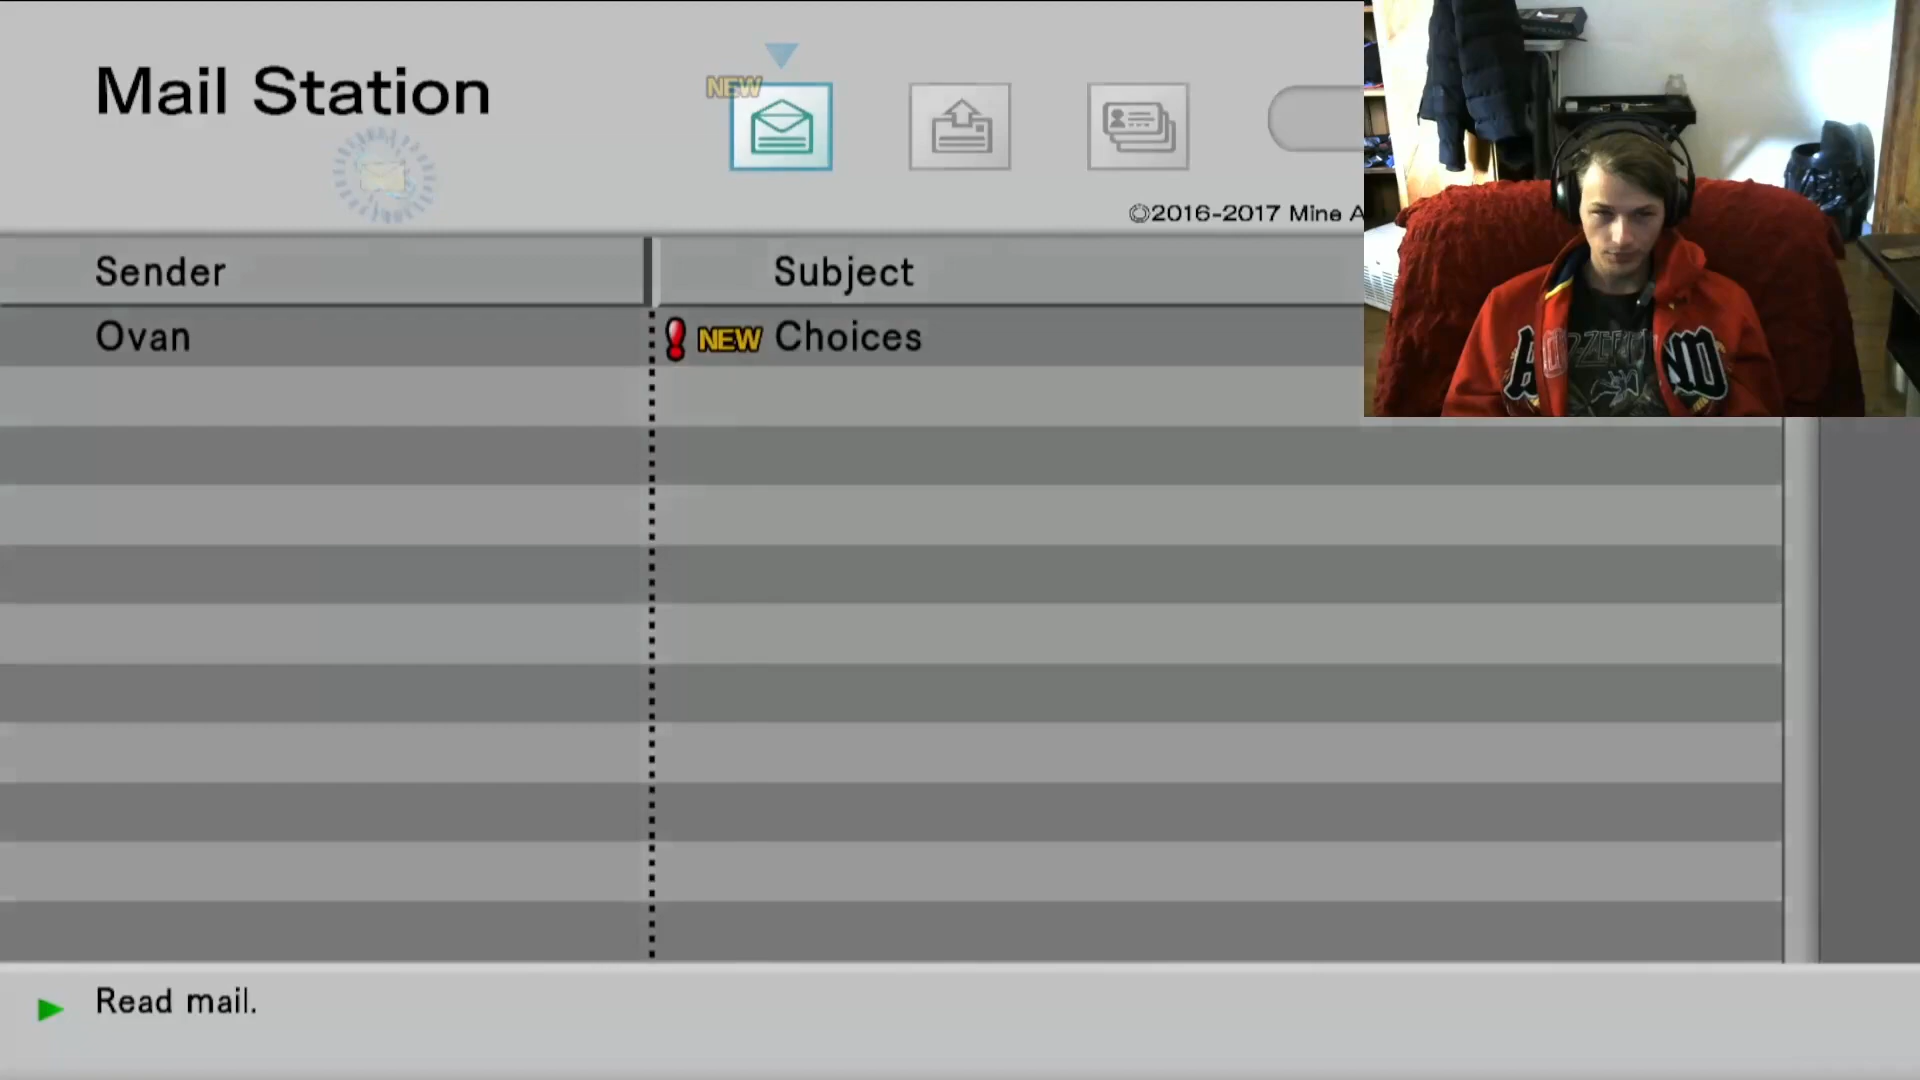 Mail Station
NEW
©2016-2017 Mine A
Sender
Subject
Ovan
NEW Choices
Read mail.